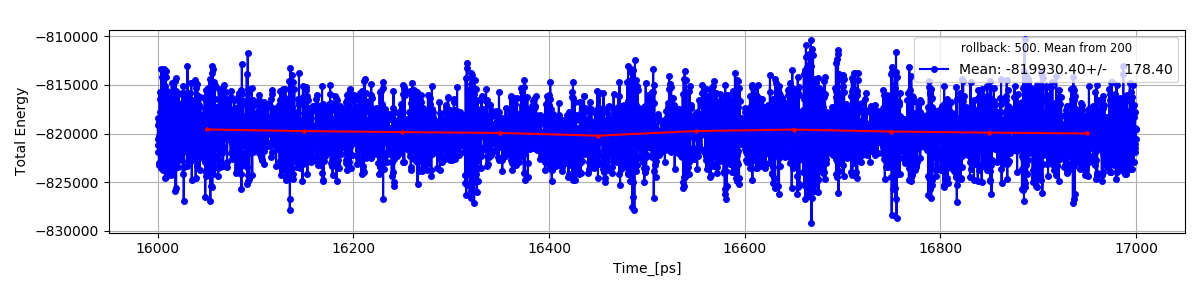 −810000
−815000
−820000
−825000
−830000
Total Energy
rollback: 500. Mean from 200
Mean: -819930.40+/- 178.40
16000 16200 16400 16600 16800 17000
Time_[ps]